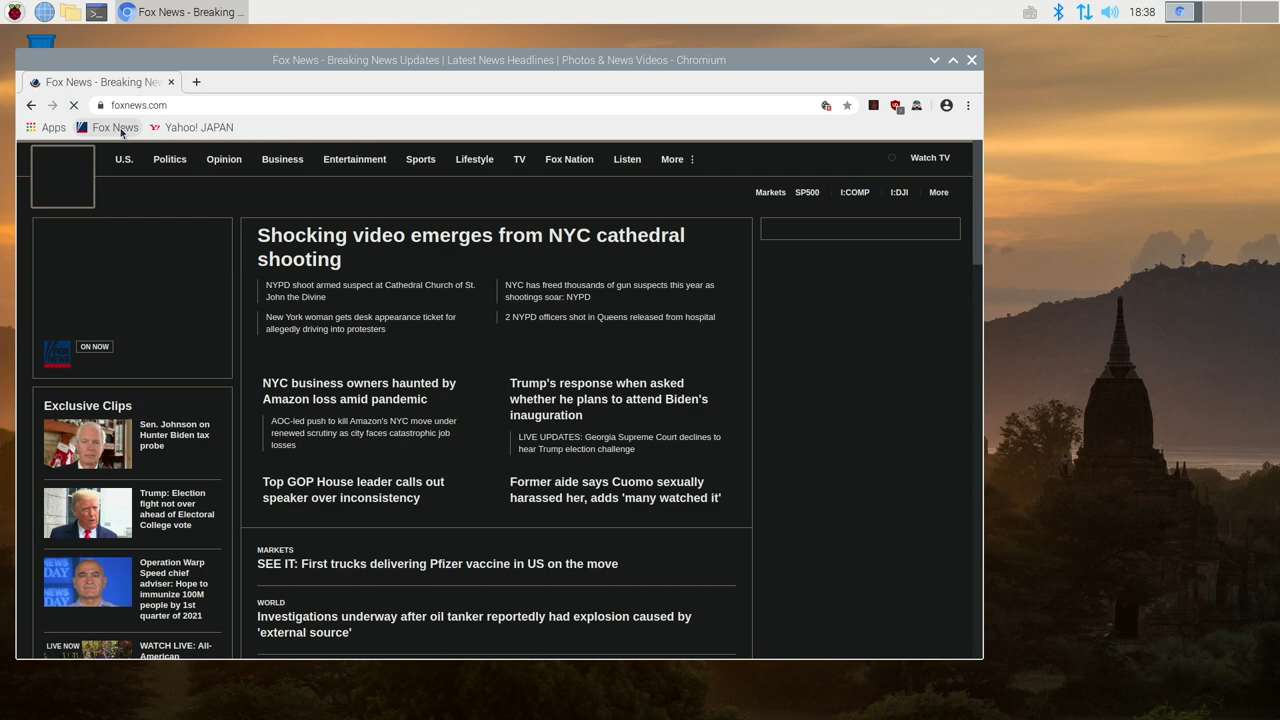 Fox News - Breaking ...
18:38
Fox News - Breaking News Updates | Latest News Headlines | Photos & News Videos - Chromium
Fox News - Breaking Nev
foxnews.com
Apps
Fox News
Yahoo! JAPAN
U.S.
Politics
Opinion
Business
Entertainment
Sports
Lifestyle
TV
Fox Nation
Listen
More
Watch TV
Markets
SP500
I:COMP
I:DJI
More
FOX
NEWS
ON NOW
Exclusive Clips
Sen. Johnson on
Hunter Biden tax
probe
Trump: Election
fight not over
ahead of Electoral
College vote
Operation Warp
Speed chief
adviser: Hope to
immunize 100M
people by 1st
quarter of 2021
LIVE NOW
WATCH LIVE: All-
American
Shocking video emerges from NYC cathedral
shooting
NYPD shoot armed suspect at Cathedral Church of St.
John the Divine
NYC has freed thousands of gun suspects this year as
shootings soar: NYPD
New York woman gets desk appearance ticket for
allegedly driving into protesters
2 NYPD officers shot in Queens released from hospital
NYC business owners haunted by
Amazon loss amid pandemic
AOC-led push to kill Amazon's NYC move under
renewed scrutiny as city faces catastrophic job
losses
Trump's response when asked
whether he plans to attend Biden's
inauguration
LIVE UPDATES: Georgia Supreme Court declines to
hear Trump election challenge
Top GOP House leader calls out
speaker over inconsistency
Former aide says Cuomo sexually
harassed her, adds 'many watched it'
MARKETS
SEE IT: First trucks delivering Pfizer vaccine in US on the move
WORLD
Investigations underway after oil tanker reportedly had explosion caused by
'external source'